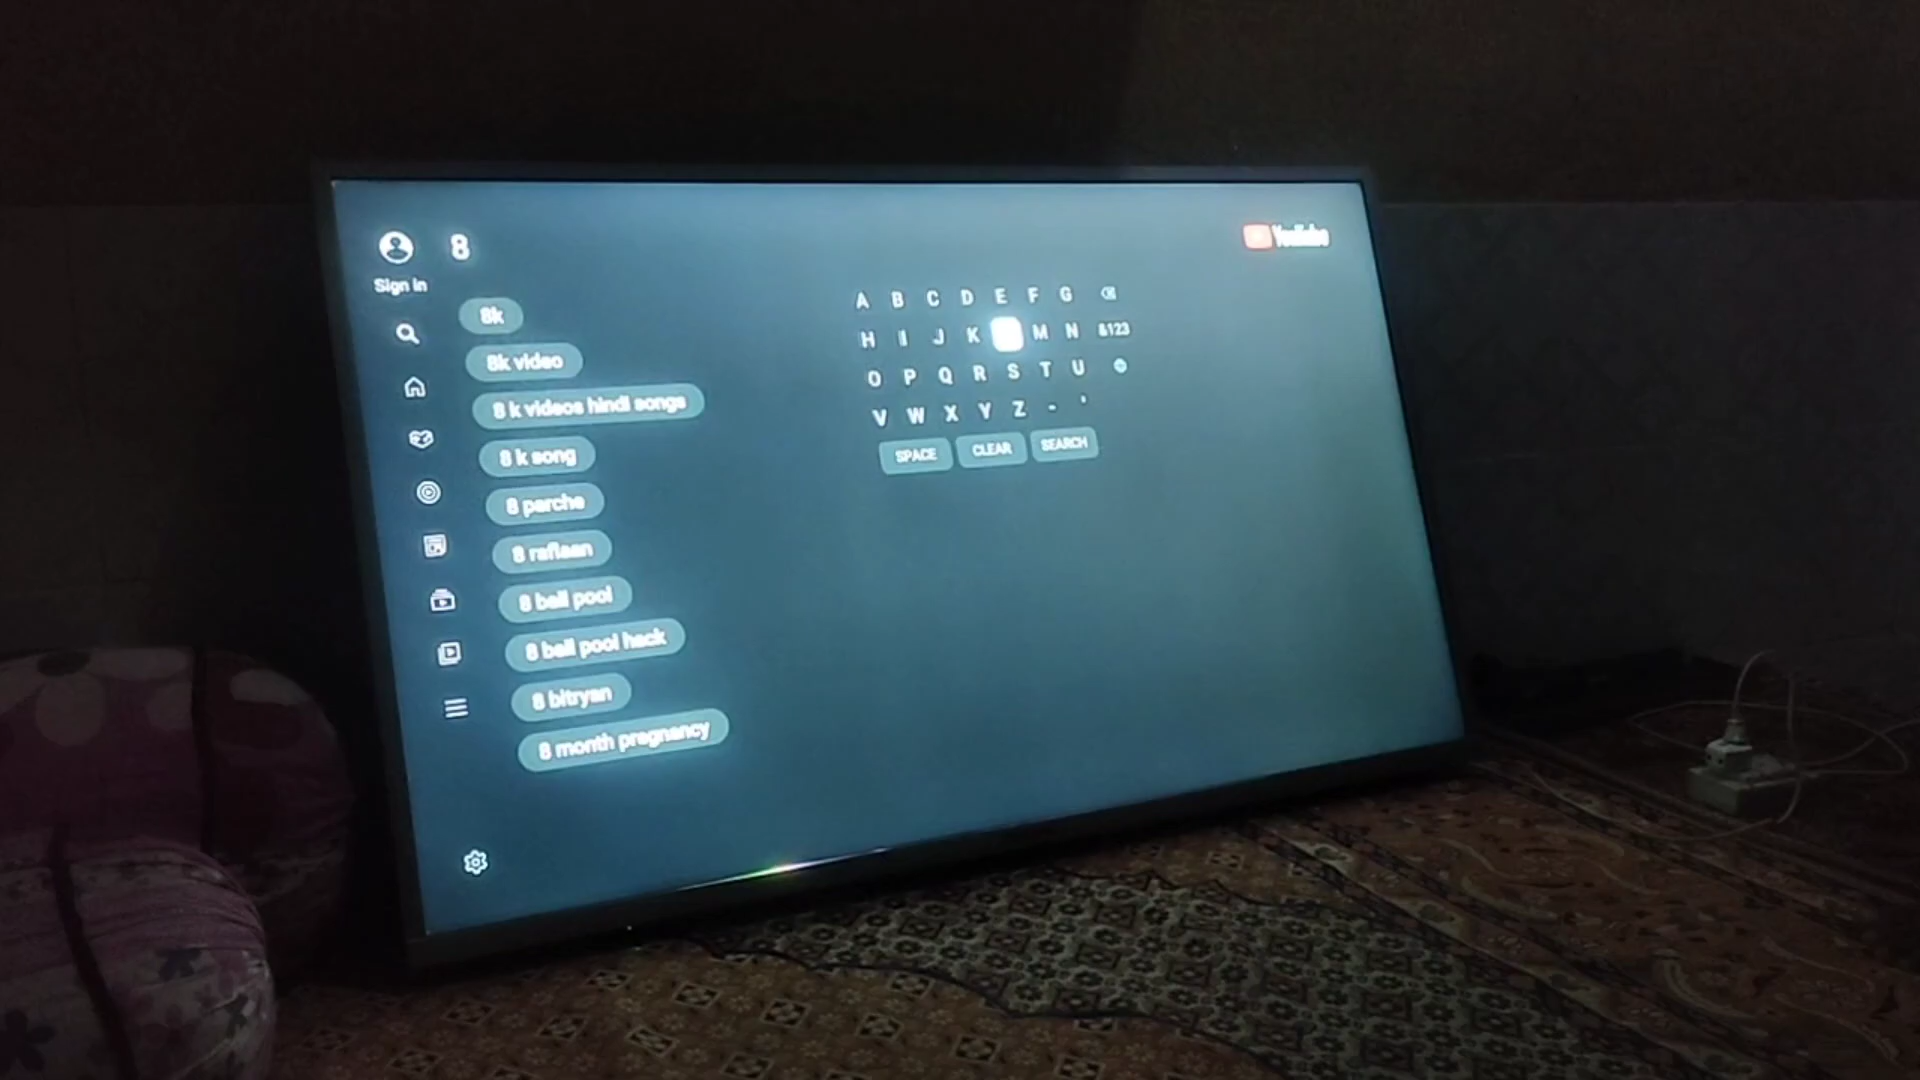 8
YouTube
Sign in
8k
8k video
8 k videos hindi songs
8 k song
8 parche
8 raflaan
8 ball pool
8 ball pool hack
8 bitryan
8 month pregnancy
A B C D E F G
H I J K M N &123
O P Q R S T U
V W X Y Z - '
SPACE CLEAR SEARCH